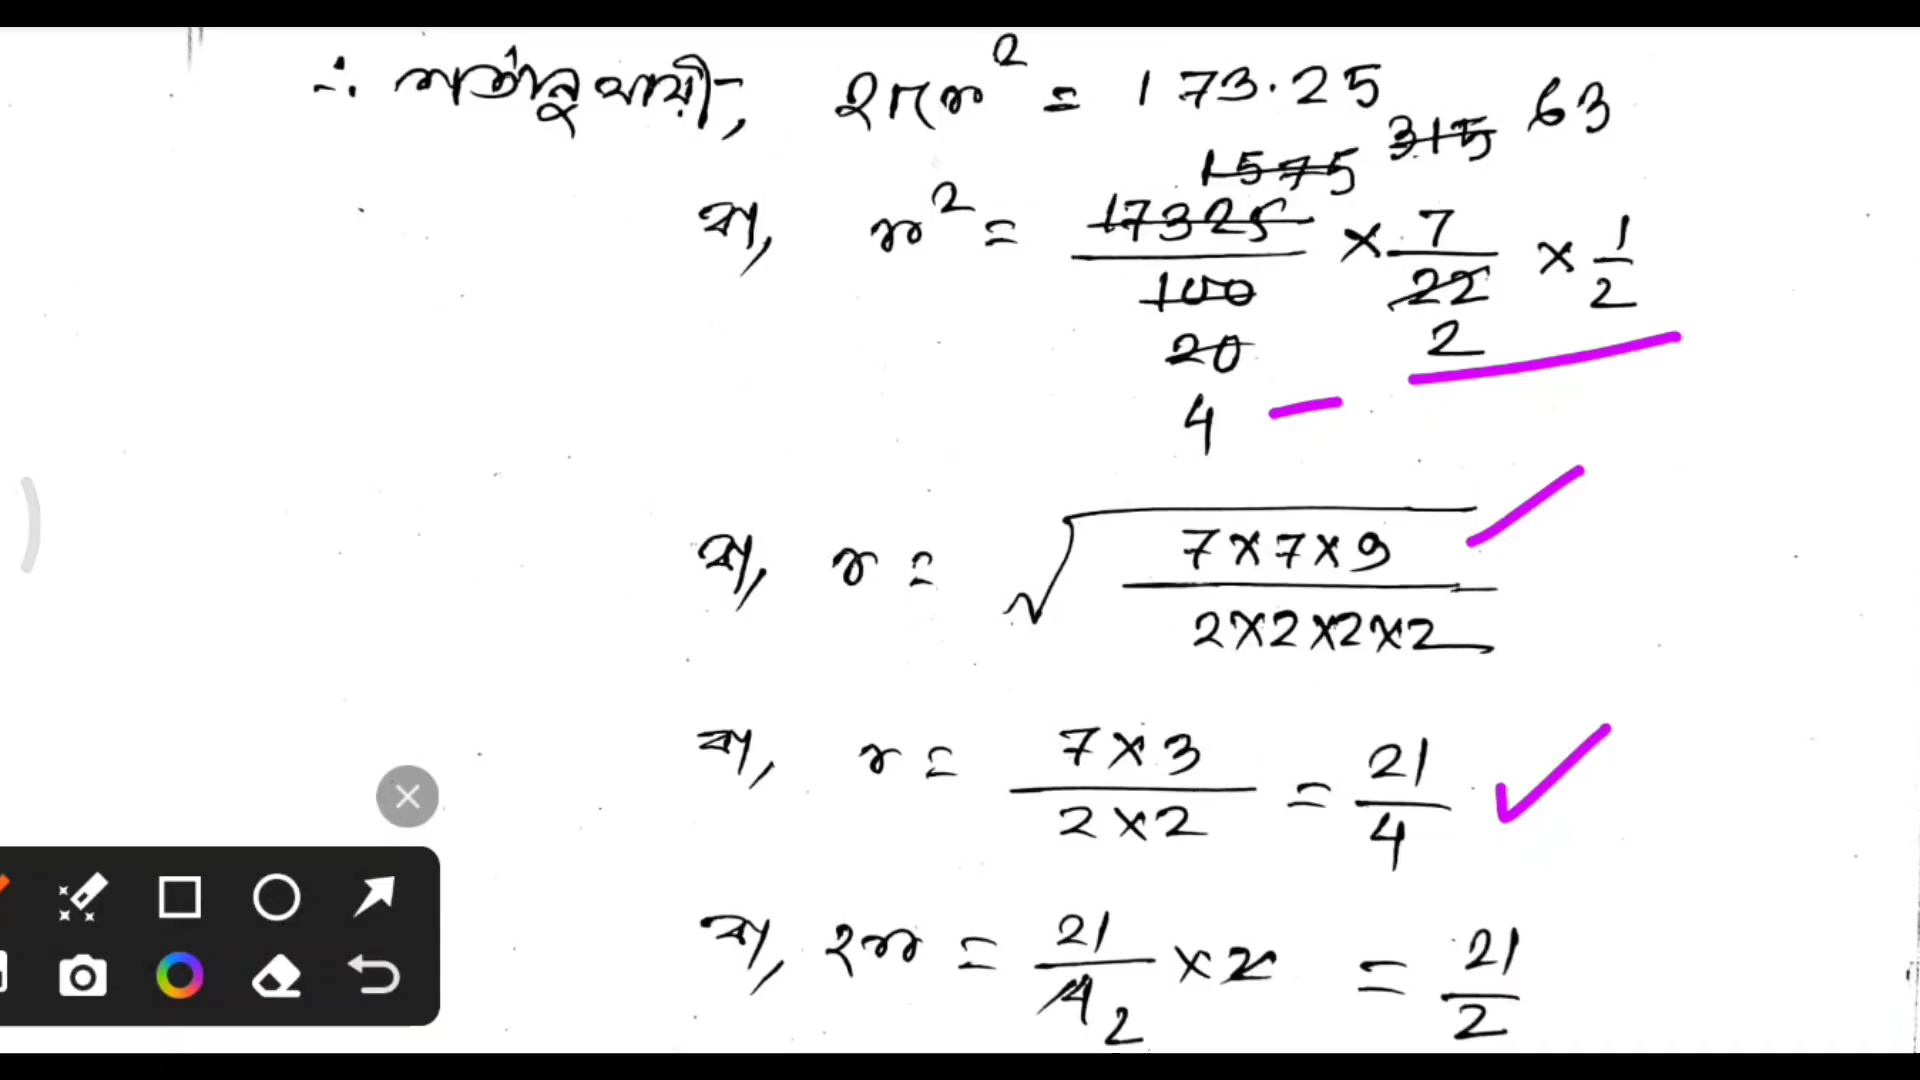 ∴ শর্তানুযায়ী, 2πr² = 173.25
1575 315 63
বা, r² = 17325/100 × 7/22 × 1/2
20 2
4
বা, r = √(7×7×9 / 2×2×2×2)
বা, r = 7×3 / 2×2 = 21/4
বা, 2r = 21/4 × 2 = 21/2
2